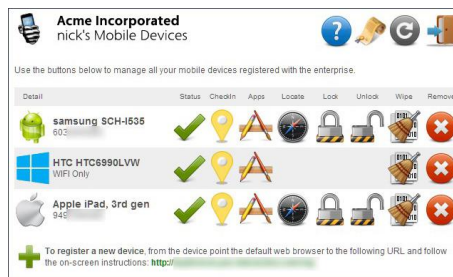 Acme Incorporated
nick's Mobile Devices
Use the buttons below to manage all your mobile devices registered with the enterprise.
Detail Status CheckIn Apps Locate Lock Unlock Wipe Remove
samsung SCH-I535
603
HTC HTC6990LVW
WIFI Only
Apple iPad, 3rd gen
949
To register a new device, from the device point the default web browser to the following URL and follow
the on-screen instructions: http://